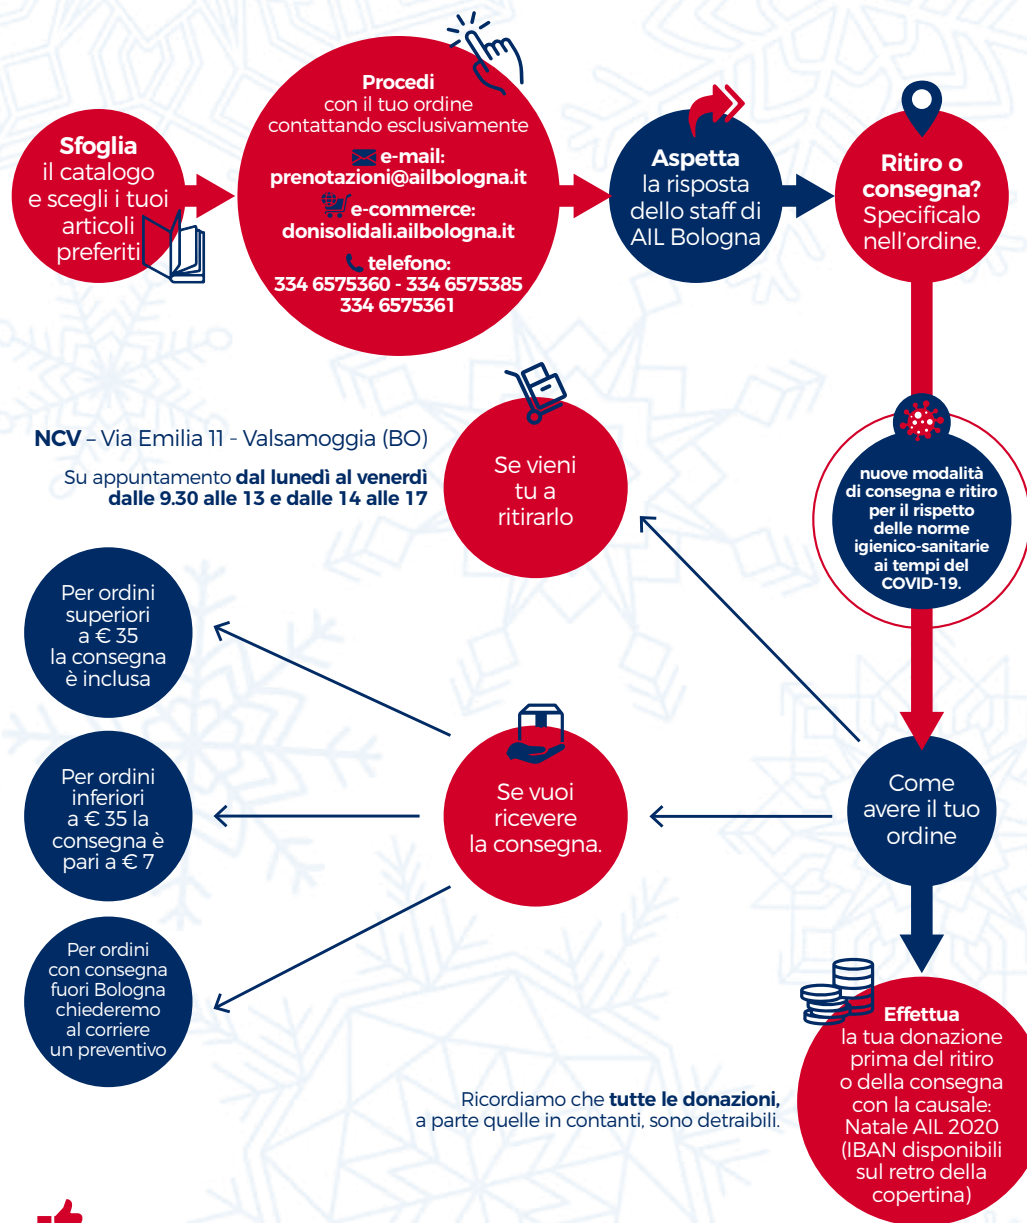 Sfoglia
il catalogo
e scegli i tuoi
articoli
preferiti
Procedi
con il tuo ordine
contattando esclusivamente
e-mail:
prenotazioni@ailbologna.it
e-commerce:
donisolidali.ailbologna.it
telefono:
334 6575360 - 334 6575385
334 6575361
Aspetta
la risposta
dello staff di
AIL Bologna
Ritiro o
consegna?
Specificalo
nell'ordine.
nuove modalità
di consegna e ritiro
per il rispetto
delle norme
igienico-sanitarie
ai tempi del
COVID-19.
NCV – Via Emilia 11 - Valsamoggia (BO)
Su appuntamento dal lunedì al venerdì
dalle 9.30 alle 13 e dalle 14 alle 17
Se vieni
tu a
ritirarlo
Per ordini
superiori
a € 35
la consegna
è inclusa
Per ordini
inferiori
a € 35 la
consegna è
pari a € 7
Per ordini
con consegna
fuori Bologna
chiederemo
al corriere
un preventivo
Se vuoi
ricevere
la consegna.
Come
avere il tuo
ordine
Effettua
la tua donazione
prima del ritiro
o della consegna
con la causale:
Natale AIL 2020
(IBAN disponibili
sul retro della
copertina)
Ricordiamo che tutte le donazioni,
a parte quelle in contanti, sono detraibili.